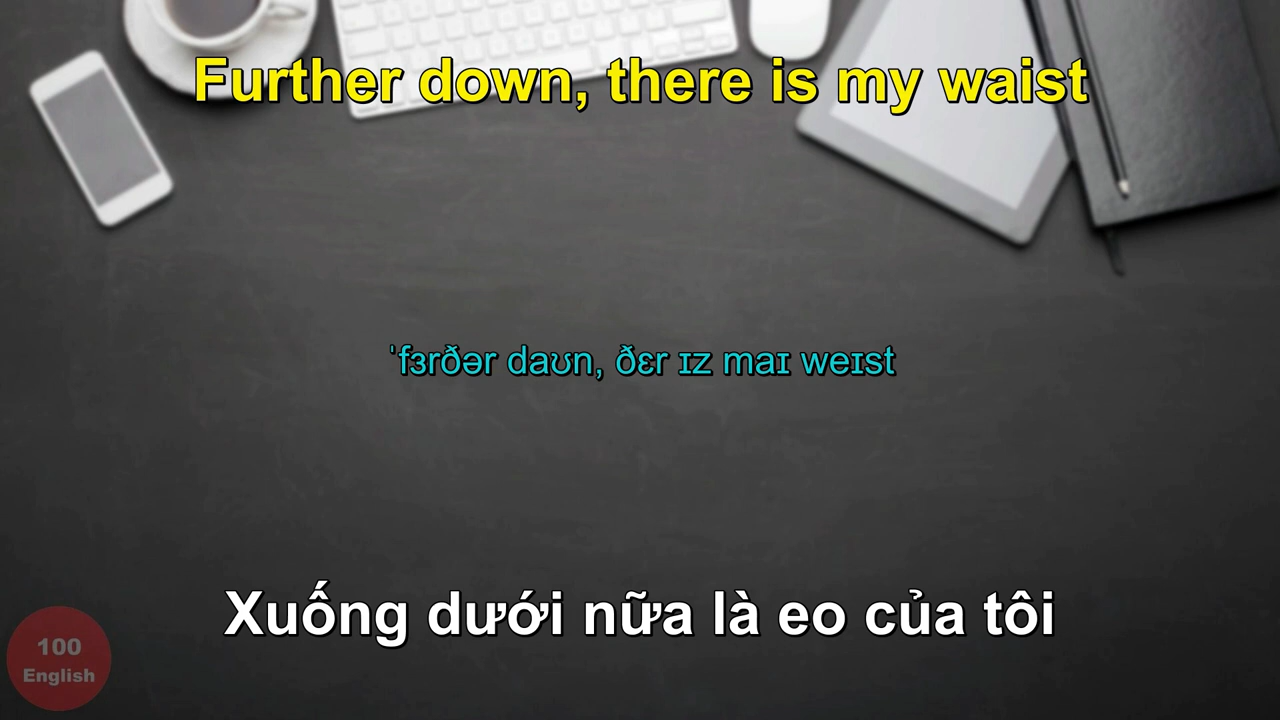 Further down, there is my waist
ˈfɜrðər daʊn, ðɛr ɪz maɪ weɪst
Xuống dưới nữa là eo của tôi
100
English